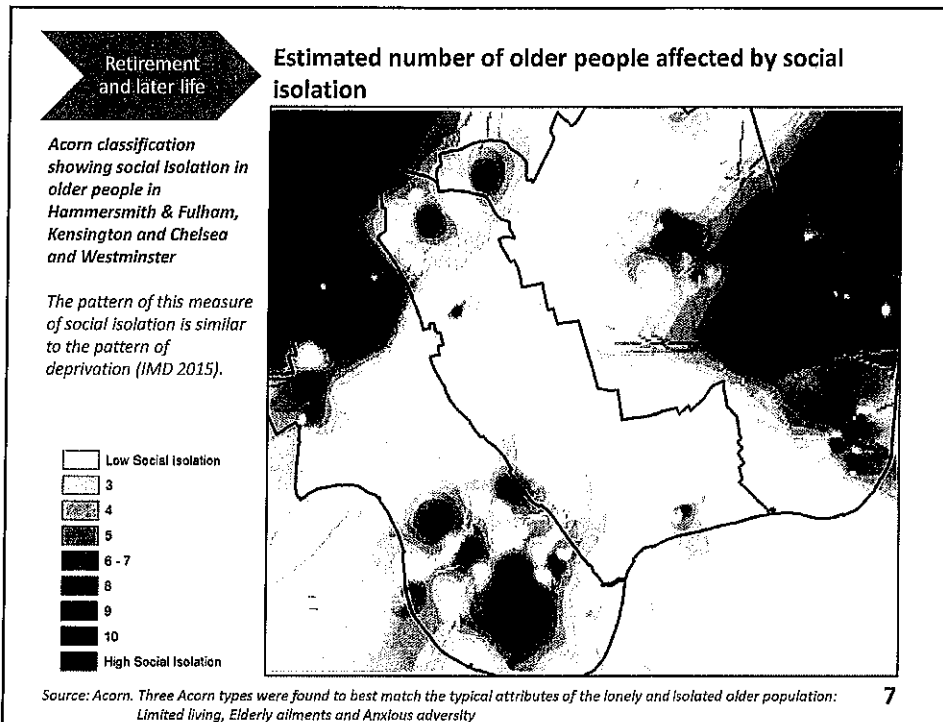 Retirement
and later life
Estimated number of older people affected by social
isolation
Acorn classification
showing social isolation in
older people in
Hammersmith & Fulham,
Kensington and Chelsea
and Westminster
The pattern of this measure
of social isolation is similar
to the pattern of
deprivation (IMD 2015).
Low Social Isolation
3
4
5
6 - 7
8
9
10
High Social Isolation
Source: Acorn. Three Acorn types were found to best match the typical attributes of the lonely and isolated older population:
Limited living, Elderly ailments and Anxious adversity
7